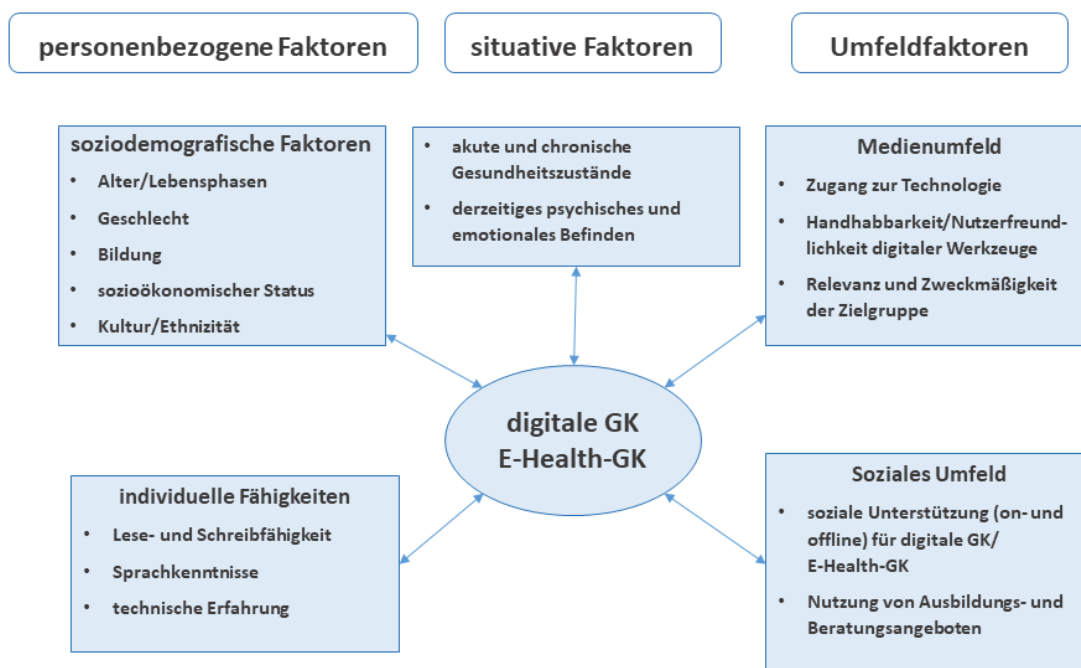 personenbezogene Faktoren
situative Faktoren
Umfeldfaktoren
soziodemografische Faktoren
• Alter/Lebensphasen
• Geschlecht
• Bildung
• sozioökonomischer Status
• Kultur/Ethnizität
• akute und chronische
Gesundheitszustände
• derzeitiges psychisches und
emotionales Befinden
Medienumfeld
• Zugang zur Technologie
• Handhabbarkeit/Nutzerfreund-
lichkeit digitaler Werkzeuge
• Relevanz und Zweckmäßigkeit
der Zielgruppe
digitale GK
E-Health-GK
individuelle Fähigkeiten
• Lese- und Schreibfähigkeit
• Sprachkenntnisse
• technische Erfahrung
Soziales Umfeld
• soziale Unterstützung (on- und
offline) für digitale GK/
E-Health-GK
• Nutzung von Ausbildungs- und
Beratungsangeboten